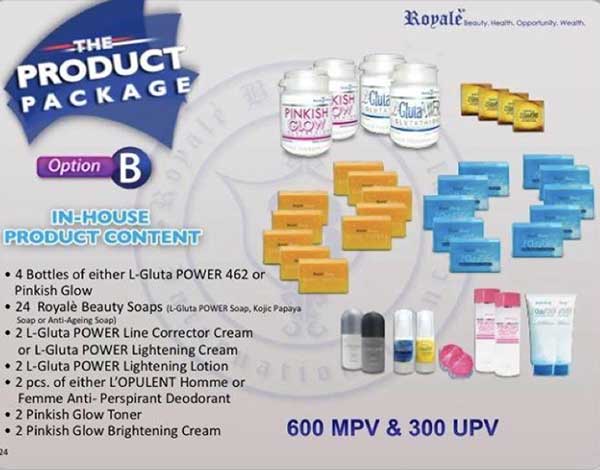 THE
PRODUCT
PACKAGE
Royalè
Beauty. Health. Opportunity. Wealth.
Option B
IN-HOUSE
PRODUCT CONTENT
• 4 Bottles of either L-Gluta POWER 462 or
Pinkish Glow
• 24 Royalè Beauty Soaps (L-Gluta POWER Soap, Kojic Papaya
Soap or Anti-Ageing Soap)
• 2 L-Gluta POWER Line Corrector Cream
or L-Gluta POWER Lightening Cream
• 2 L-Gluta POWER Lightening Lotion
• 2 pcs. of either L’OPULENT Homme or
Femme Anti- Perspirant Deodorant
• 2 Pinkish Glow Toner
• 2 Pinkish Glow Brightening Cream
PINKISH
GLOW
600 MPV & 300 UPV
24